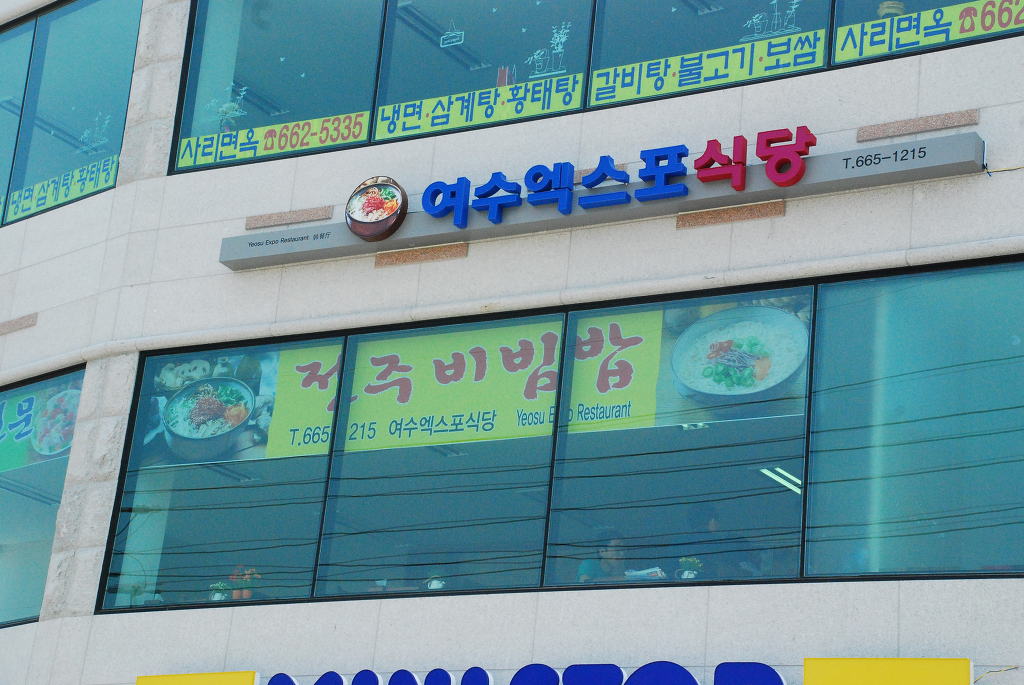 사리면옥 ☎662-5335
냉면·삼계탕·황태탕
갈비탕·불고기·보쌈
사리면옥 ☎662
냉면·삼계탕·황태탕
여수엑스포식당
T.665-1215
Yeosu Expo Restaurant
전주비빔밥
T.665 215 여수엑스포식당 Yeosu Expo Restaurant